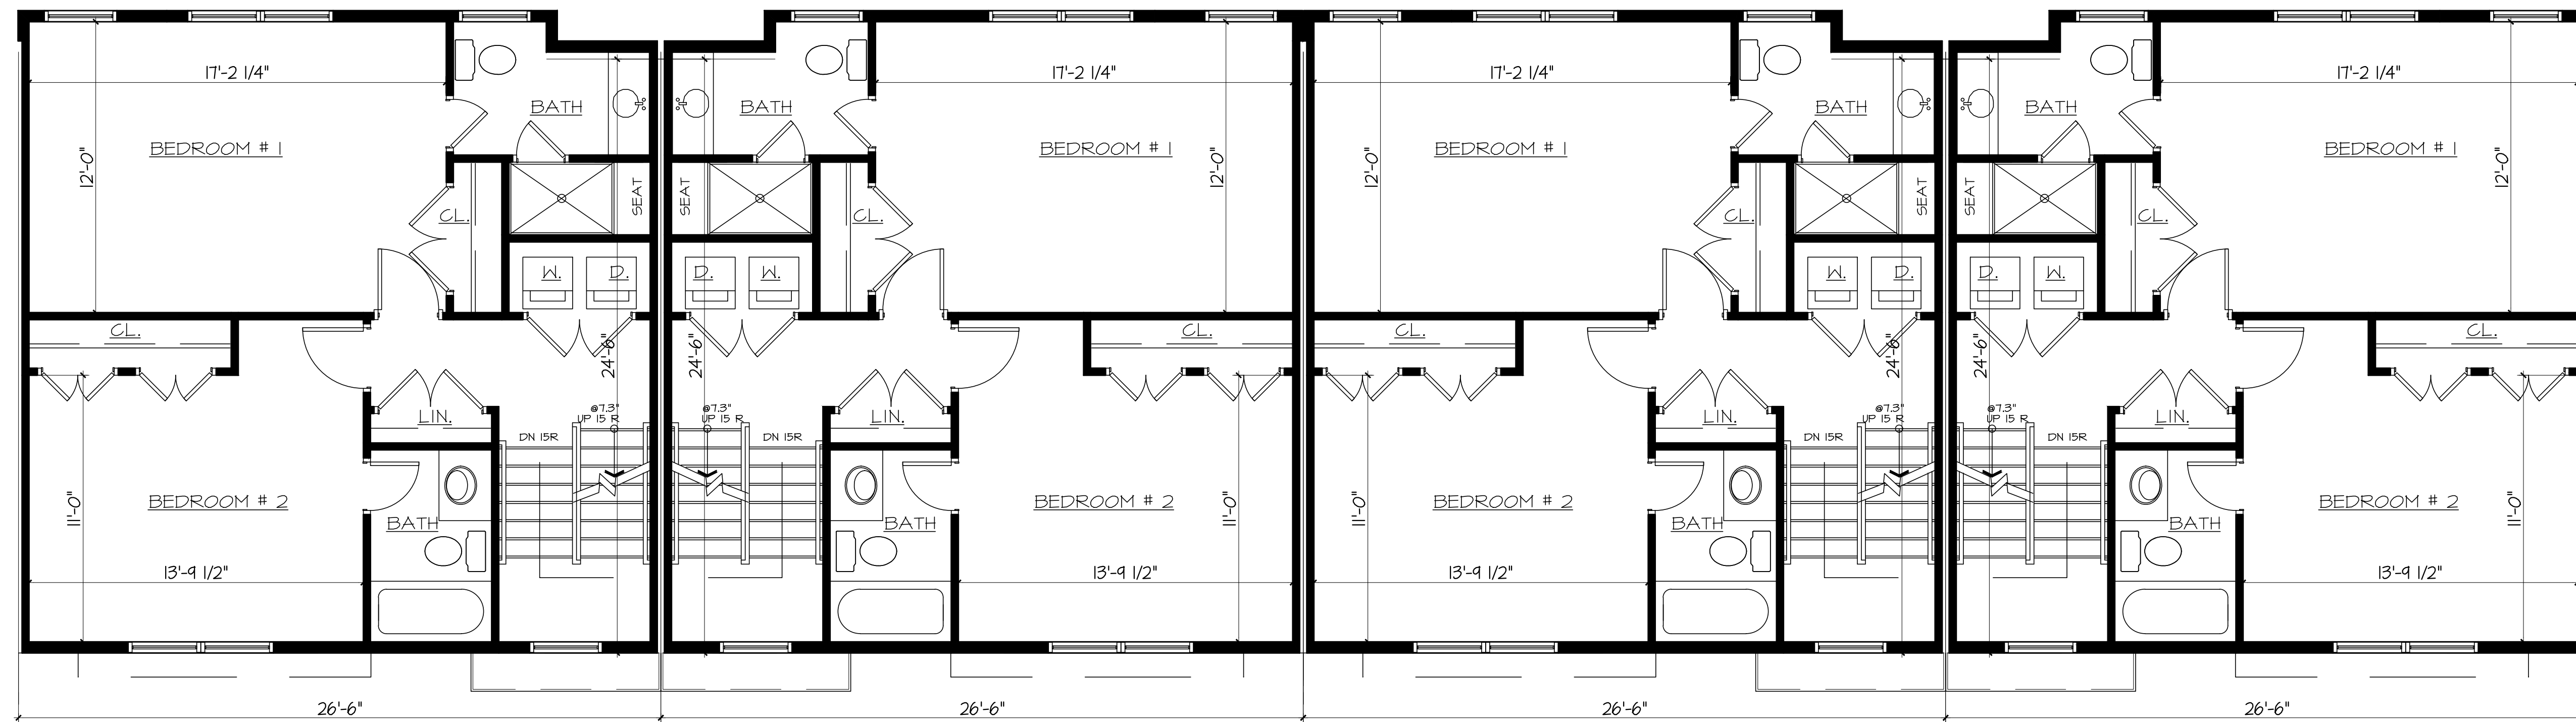 17'-2 1/4"
BATH
BEDROOM # 1
12'-0"
SEAT
CL.
W.
D.
CL.
24'-6"
LIN.
@7.3"
UP 15 R
DN 15R
BEDROOM # 2
11'-0"
BATH
13'-9 1/2"
26'-6"
17'-2 1/4"
BATH
BEDROOM # 1
12'-0"
SEAT
CL.
D.
W.
CL.
24'-6"
LIN.
@7.3"
UP 15 R
DN 15R
BEDROOM # 2
11'-0"
BATH
13'-9 1/2"
26'-6"
17'-2 1/4"
BATH
BEDROOM # 1
12'-0"
SEAT
CL.
W.
D.
CL.
24'-6"
LIN.
@7.3"
UP 15 R
DN 15R
BEDROOM # 2
11'-0"
BATH
13'-9 1/2"
26'-6"
17'-2 1/4"
BATH
BEDROOM # 1
12'-0"
SEAT
CL.
D.
W.
CL.
24'-6"
LIN.
@7.3"
UP 15 R
DN 15R
BEDROOM # 2
11'-0"
BATH
13'-9 1/2"
26'-6"